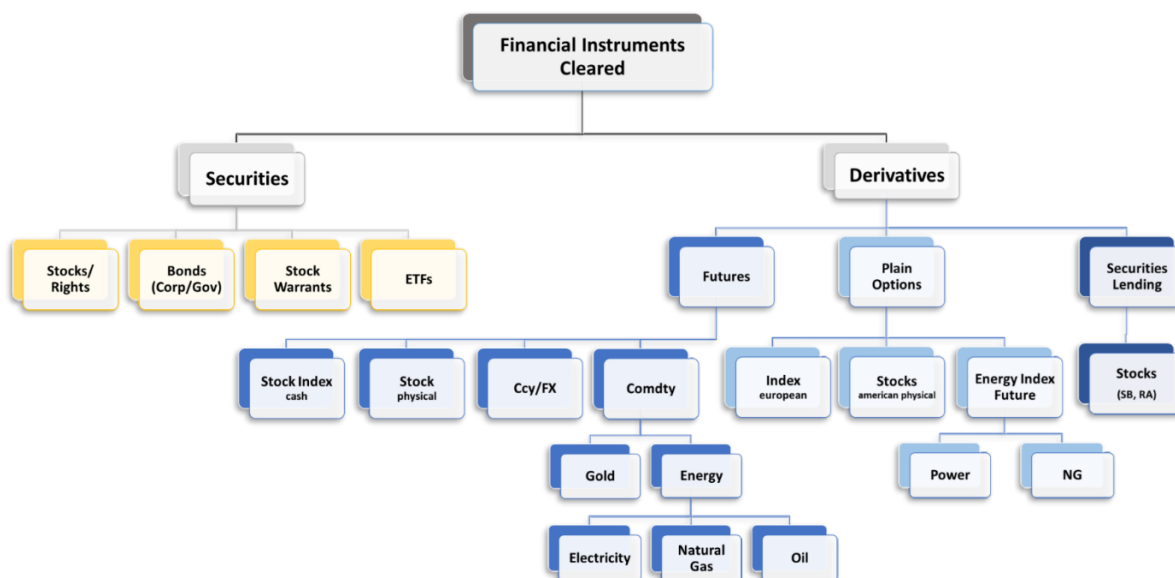 Financial Instruments
Cleared
Securities
Derivatives
Stocks/
Rights
Bonds
(Corp/Gov)
Stock
Warrants
ETFs
Futures
Plain
Options
Securities
Lending
Stock Index
cash
Stock
physical
Ccy/FX
Comdty
Index
european
Stocks
american physical
Energy Index
Future
Stocks
(SB, RA)
Gold
Energy
Power
NG
Electricity
Natural
Gas
Oil